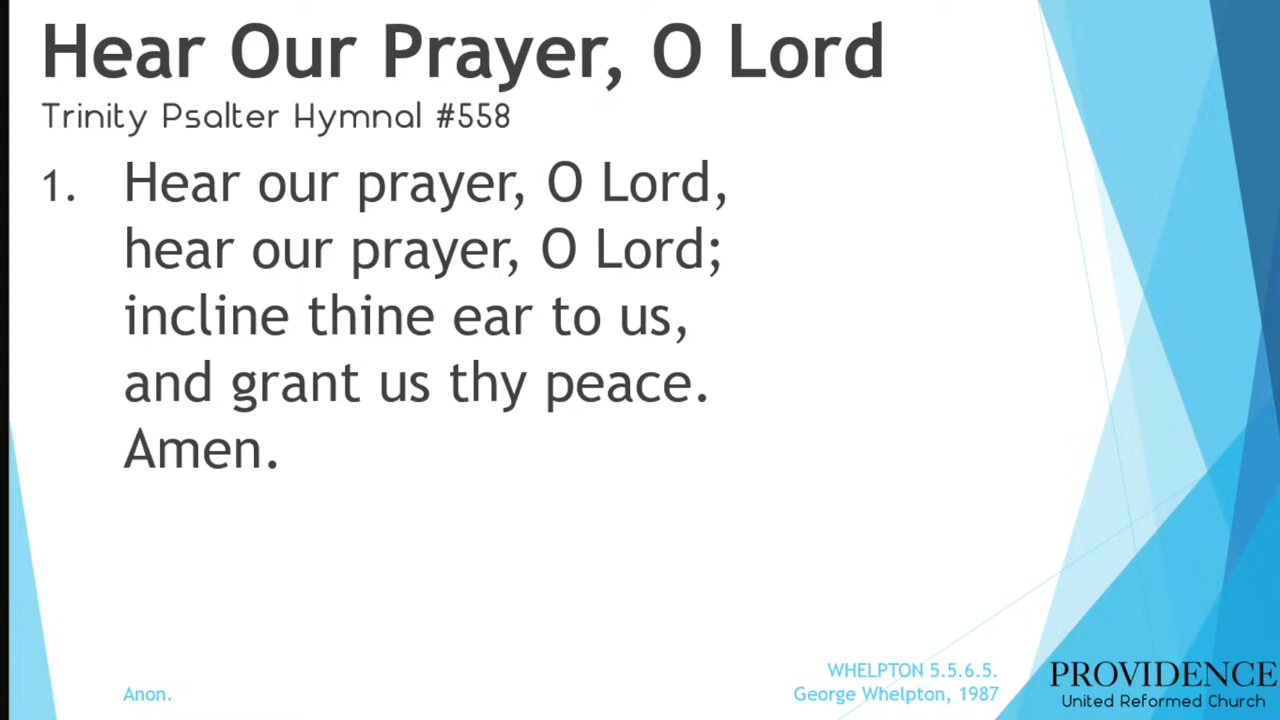 Hear Our Prayer, O Lord
Trinity Psalter Hymnal #558
1. Hear our prayer, O Lord,
hear our prayer, O Lord;
incline thine ear to us,
and grant us thy peace.
Amen.
Anon.
WHELPTON 5.5.6.5.
George Whelpton, 1987
PROVIDENCE
United Reformed Church